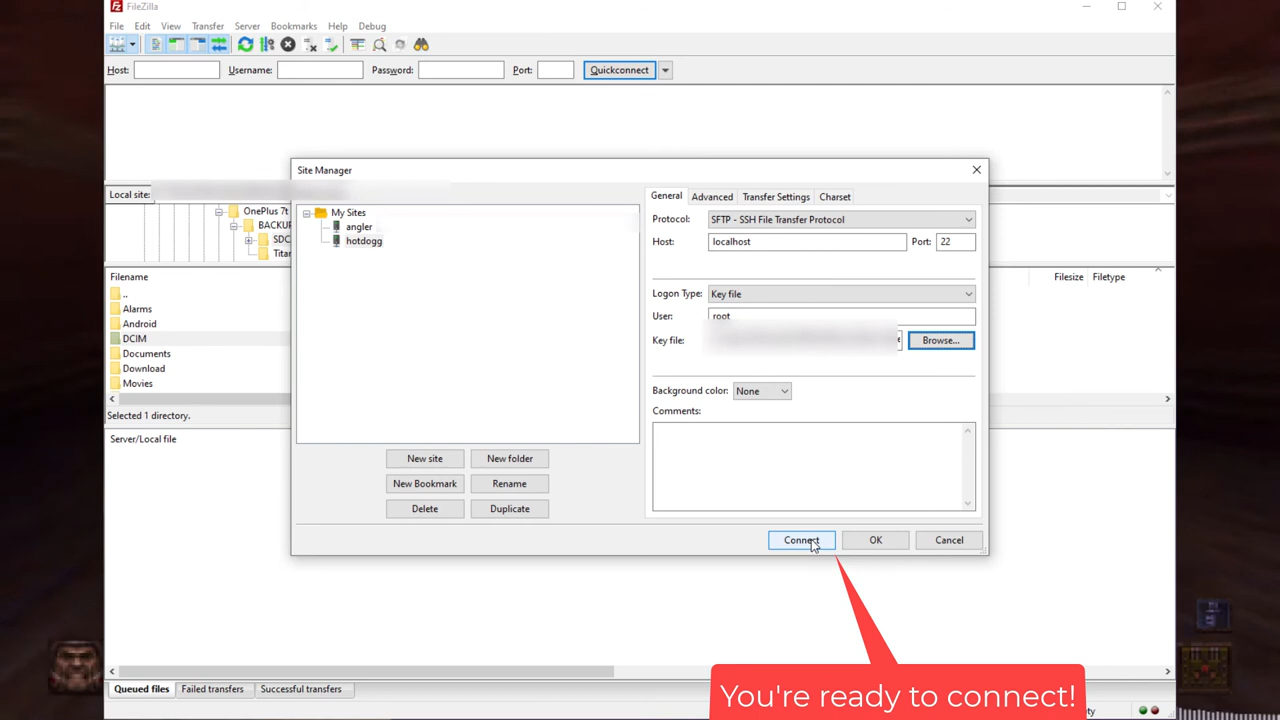 FileZilla
File Edit View Transfer Server Bookmarks Help Debug
Host: Username: Password: Port: Quickconnect
Site Manager
Local site:
OnePlus 7t
BACKUP
SDC
Titar
Filename
..
Alarms
Android
DCIM
Documents
Download
Movies
Selected 1 directory.
Server/Local file
My Sites
angler
hotdogg
New site New folder
New Bookmark Rename
Delete Duplicate
General Advanced Transfer Settings Charset
Protocol: SFTP - SSH File Transfer Protocol
Host: localhost Port: 22
Logon Type: Key file
User: root
Key file: Browse...
Background color: None
Comments:
Connect OK Cancel
Filesize Filetype
Queued files Failed transfers Successful transfers
You're ready to connect!